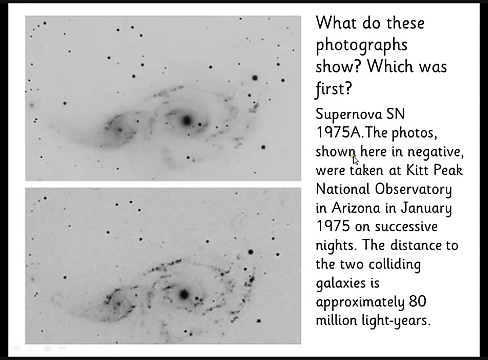 What do these
photographs
show? Which was
first?
Supernova SN
1975A.The photos,
shown here in negative,
were taken at Kitt Peak
National Observatory
in Arizona in January
1975 on successive
nights. The distance to
the two colliding
galaxies is
approximately 80
million light-years.